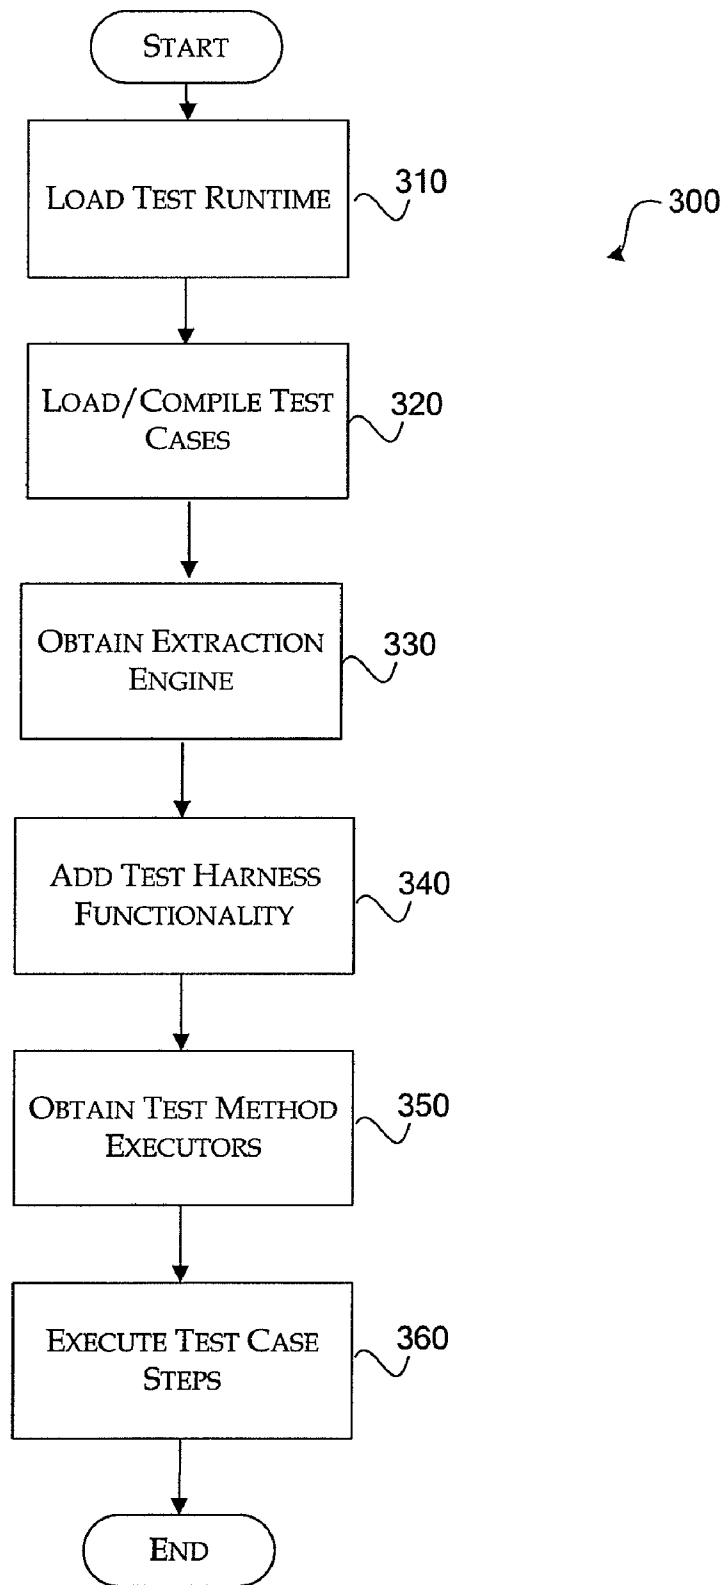 START
LOAD TEST RUNTIME
310
300
LOAD/COMPILE TEST
CASES
320
OBTAIN EXTRACTION
ENGINE
330
ADD TEST HARNESS
FUNCTIONALITY
340
OBTAIN TEST METHOD
EXECUTORS
350
EXECUTE TEST CASE
STEPS
360
END